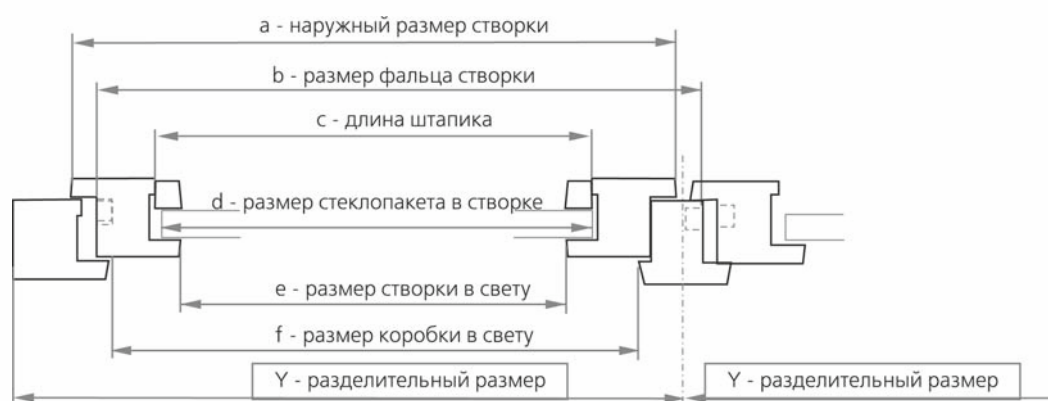 a - наружный размер створки
b - размер фальца створки
c - длина штапика
d - размер стеклопакета в створке
e - размер створки в свету
f - размер коробки в свету
Y - разделительный размер
Y - разделительный размер